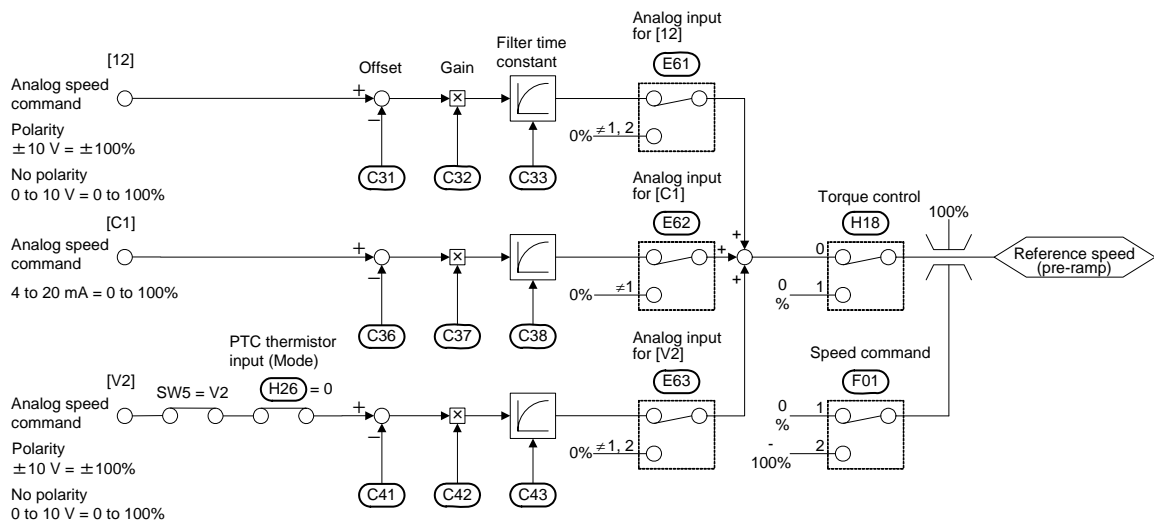 [12]
Analog speed
command
Polarity
±10 V = ±100%
No polarity
0 to 10 V = 0 to 100%
Offset
Gain
Filter time
constant
Analog input
for [12]
E61
+
−
C31
C32
C33
0%
≠1, 2
[C1]
Analog speed
command
4 to 20 mA = 0 to 100%
+
−
C36
C37
C38
Analog input
for [C1]
E62
0%
≠1
+
+
+
Torque control
H18
0
0
%
1
100%
Reference speed
(pre-ramp)
[V2]
Analog speed
command
Polarity
±10 V = ±100%
No polarity
0 to 10 V = 0 to 100%
SW5 = V2
PTC thermistor
input (Mode)
H26 = 0
+
−
C41
C42
C43
Analog input
for [V2]
E63
0%
≠1, 2
Speed command
F01
0
%
1
-
100%
2